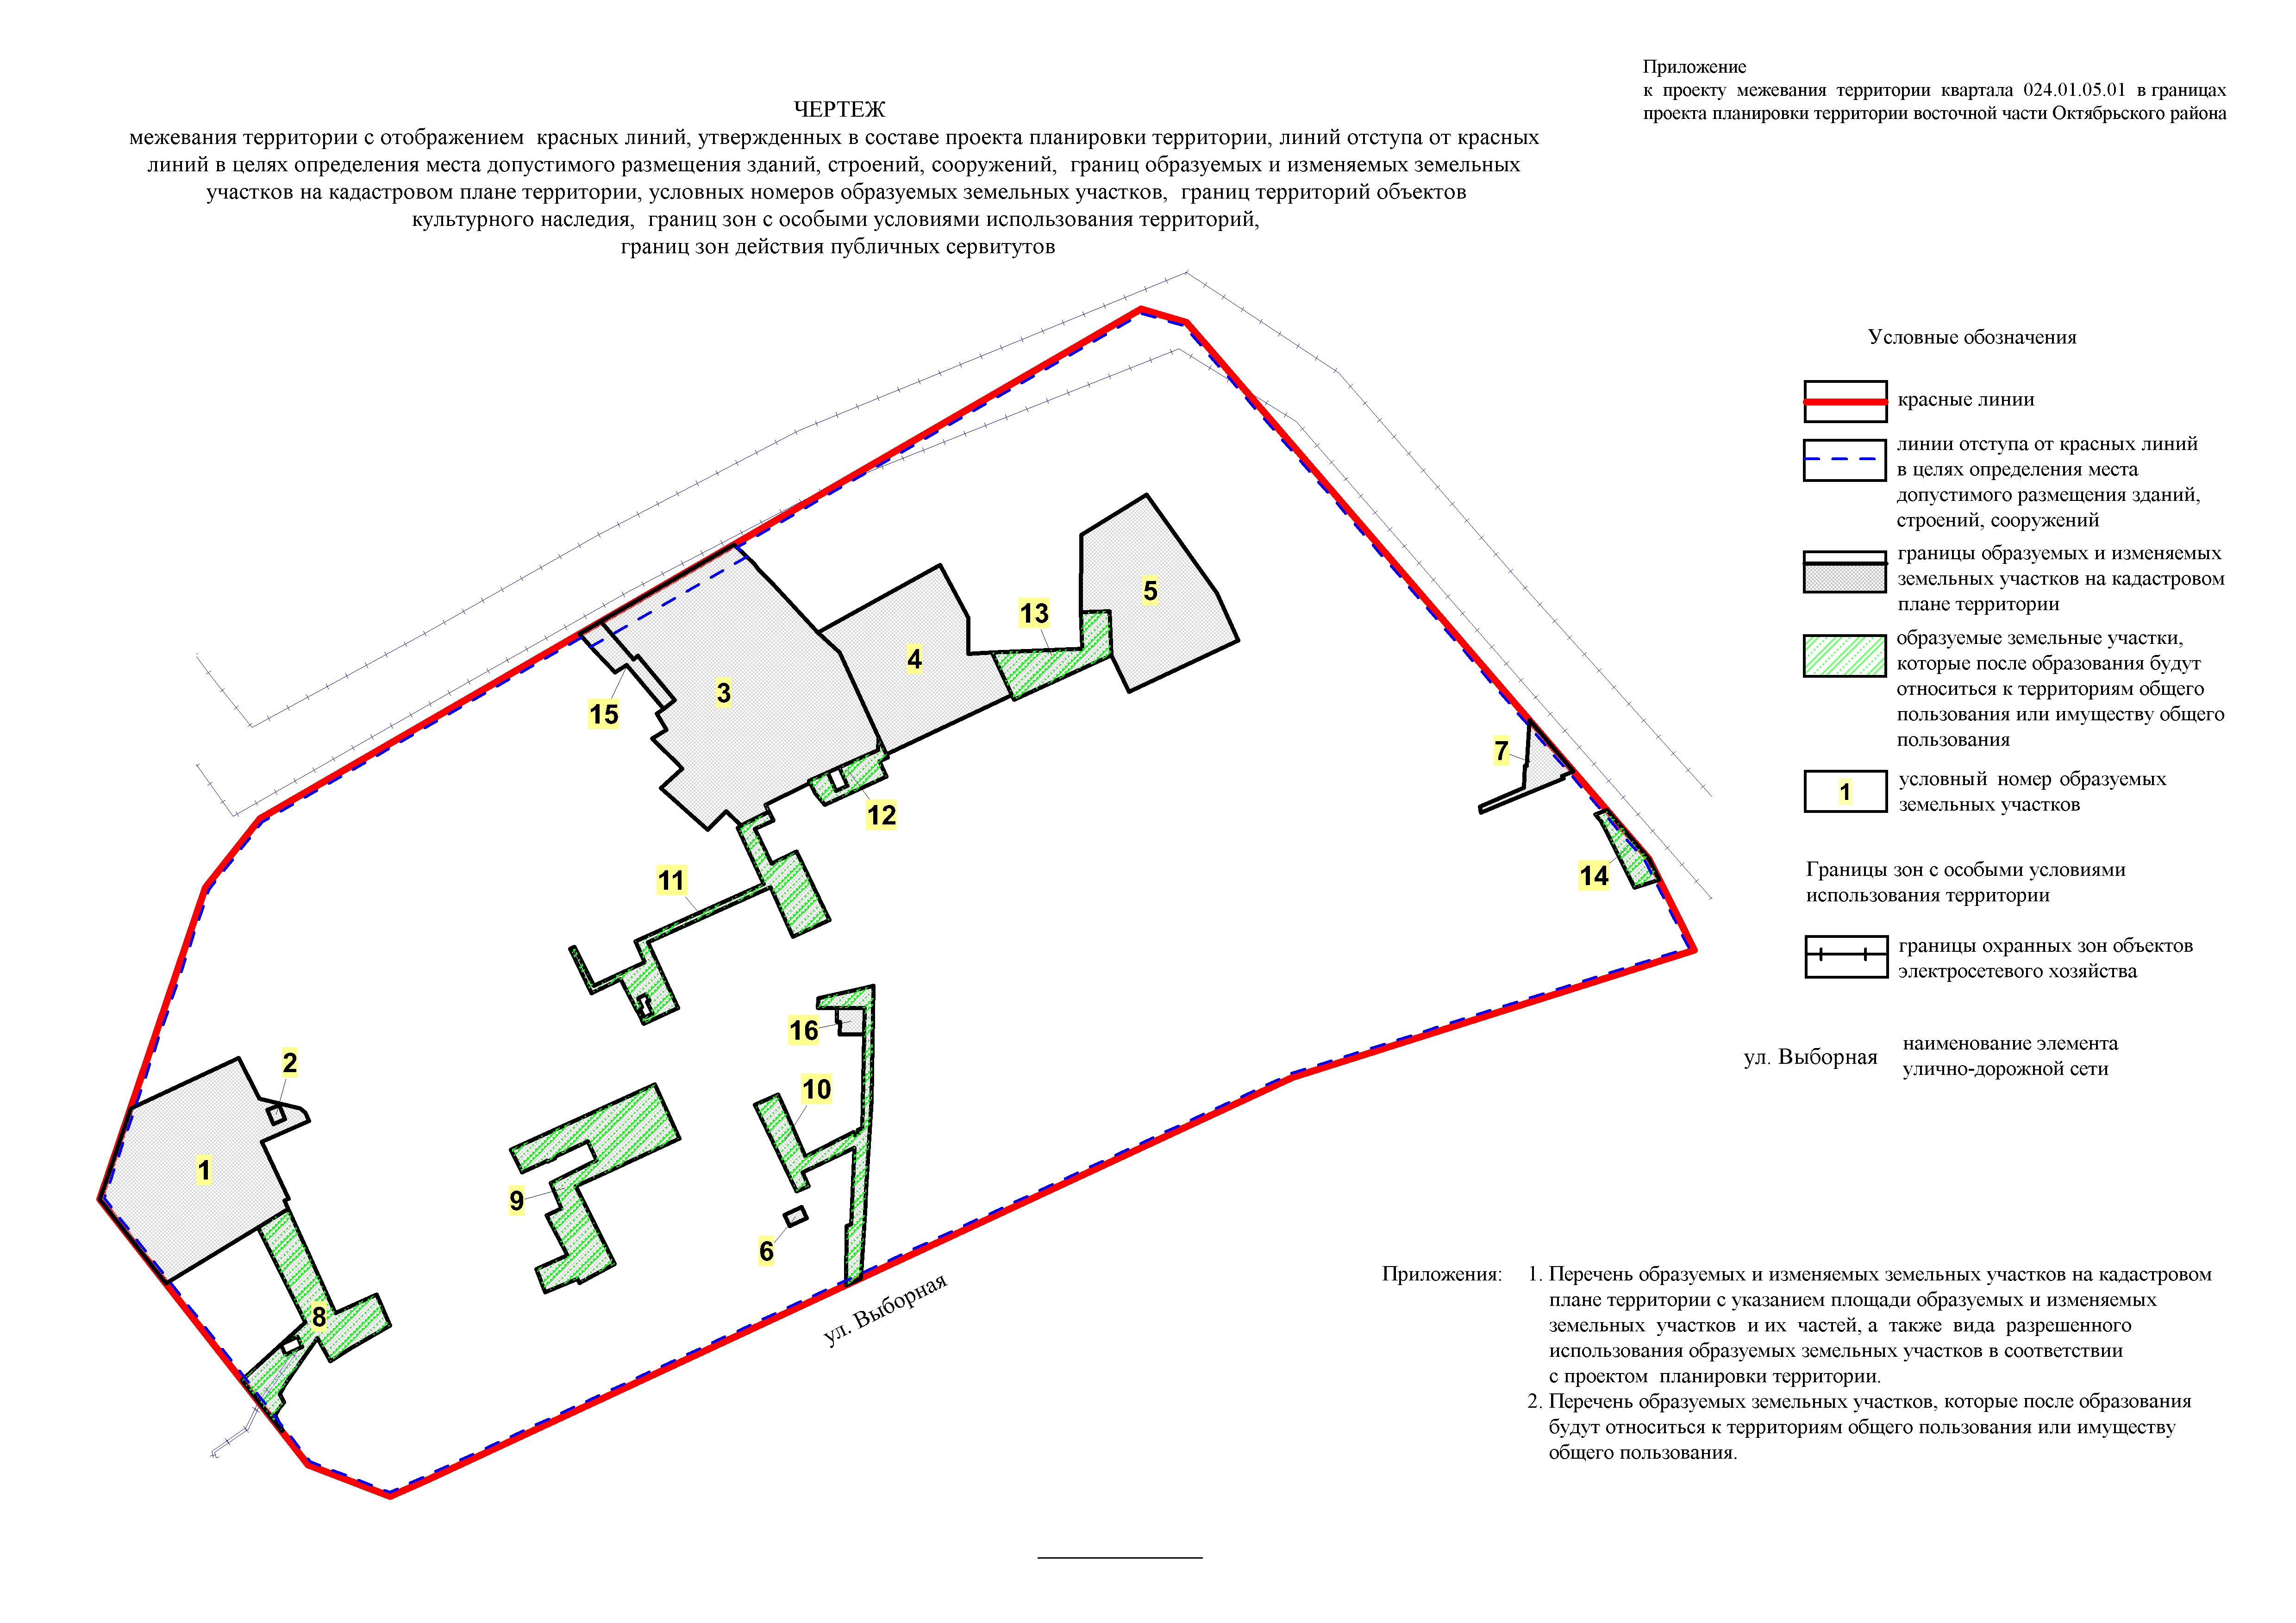 Приложение
к проекту межевания территории квартала 024.01.05.01 в границах
проекта планировки территории восточной части Октябрьского района
ЧЕРТЕЖ
межевания территории с отображением красных линий, утвержденных в составе проекта планировки территории, линий отступа от красных
линий в целях определения места допустимого размещения зданий, строений, сооружений, границ образуемых и изменяемых земельных
участков на кадастровом плане территории, условных номеров образуемых земельных участков, границ территорий объектов
культурного наследия, границ зон с особыми условиями использования территорий,
границ зон действия публичных сервитутов
Условные обозначения
красные линии
линии отступа от красных линий
в целях определения места
допустимого размещения зданий,
строений, сооружений
границы образуемых и изменяемых
земельных участков на кадастровом
плане территории
образуемые земельные участки,
которые после образования будут
относиться к территориям общего
пользования или имуществу общего
пользования
1
условный номер образуемых
земельных участков
Границы зон с особыми условиями
использования территории
границы охранных зон объектов
электросетевого хозяйства
ул. Выборная
наименование элемента
улично-дорожной сети
5
13
4
3
15
7
12
14
11
16
2
10
1
9
6
8
ул. Выборная
Приложения:
1. Перечень образуемых и изменяемых земельных участков на кадастровом
плане территории с указанием площади образуемых и изменяемых
земельных участков и их частей, а также вида разрешенного
использования образуемых земельных участков в соответствии
с проектом планировки территории.
2. Перечень образуемых земельных участков, которые после образования
будут относиться к территориям общего пользования или имуществу
общего пользования.